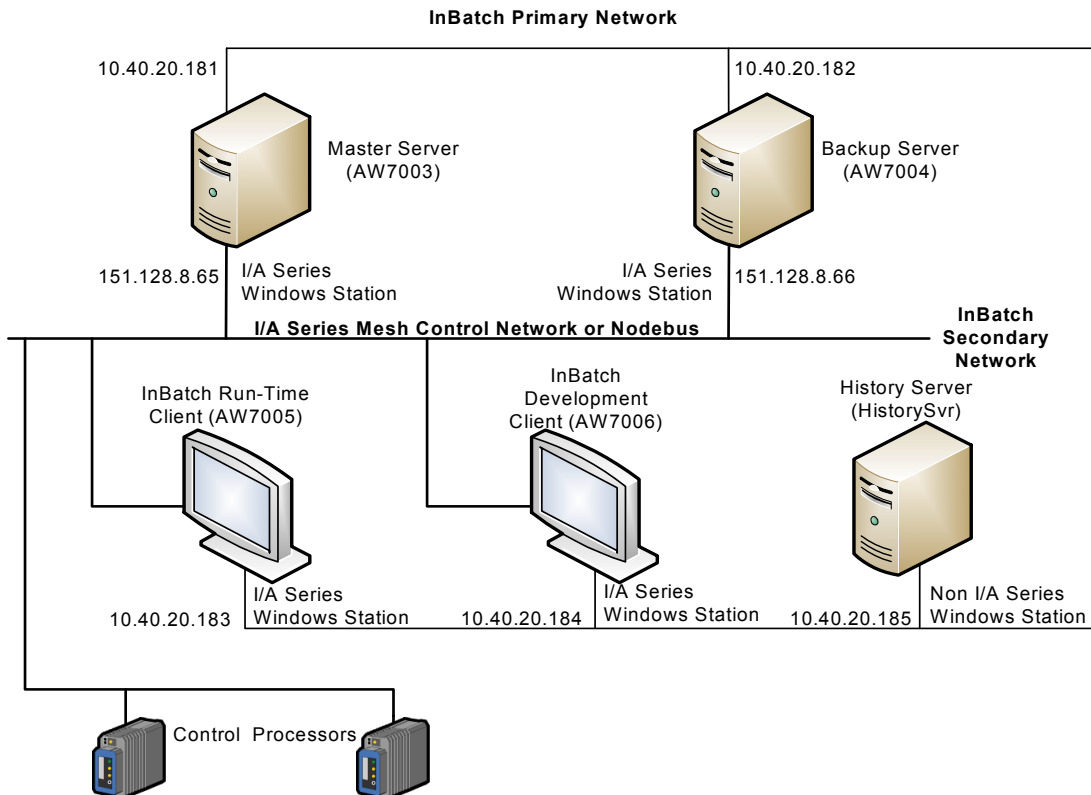 InBatch Primary Network
10.40.20.181
10.40.20.182
Master Server
(AW7003)
Backup Server
(AW7004)
151.128.8.65
I/A Series
Windows Station
I/A Series
Windows Station
151.128.8.66
I/A Series Mesh Control Network or Nodebus
InBatch
Secondary
Network
InBatch Run-Time
Client (AW7005)
InBatch
Development
Client (AW7006)
History Server
(HistorySvr)
10.40.20.183
I/A Series
Windows Station
10.40.20.184
I/A Series
Windows Station
10.40.20.185
Non I/A Series
Windows Station
Control Processors